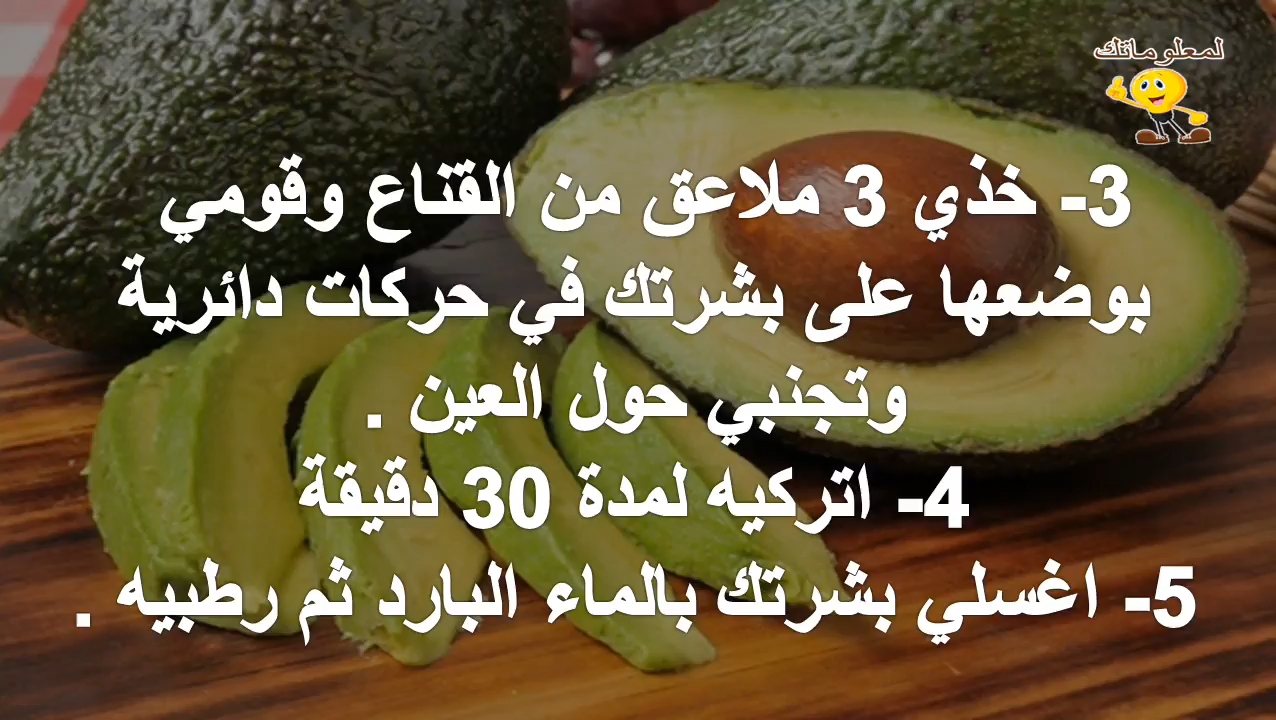 لمعلوماتك
3- خذي 3 ملاعق من القناع وقومي
بوضعها على بشرتك في حركات دائرية
وتجنبي حول العين .
4- اتركيه لمدة 30 دقيقة
5- اغسلي بشرتك بالماء البارد ثم رطبيه .